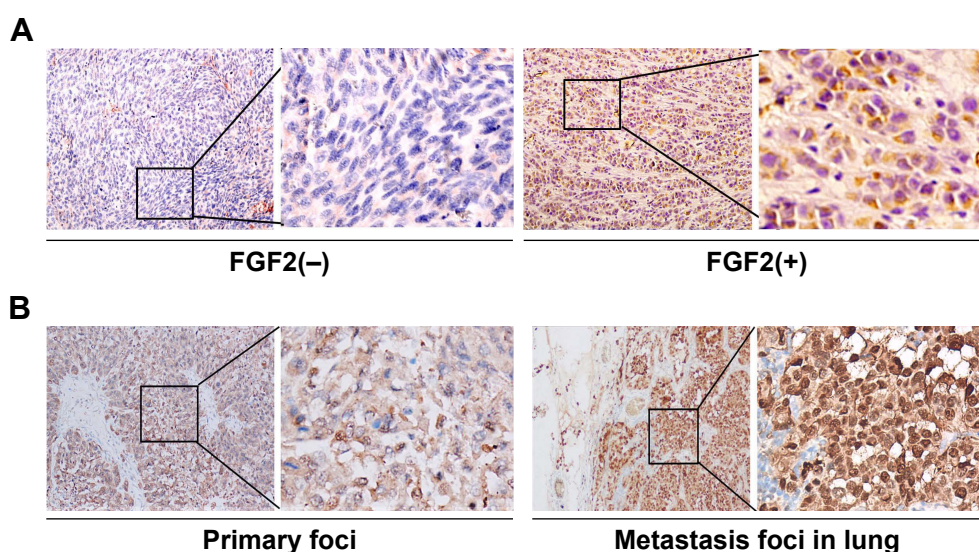 A
FGF2(–)
FGF2(+)
B
Primary foci
Metastasis foci in lung